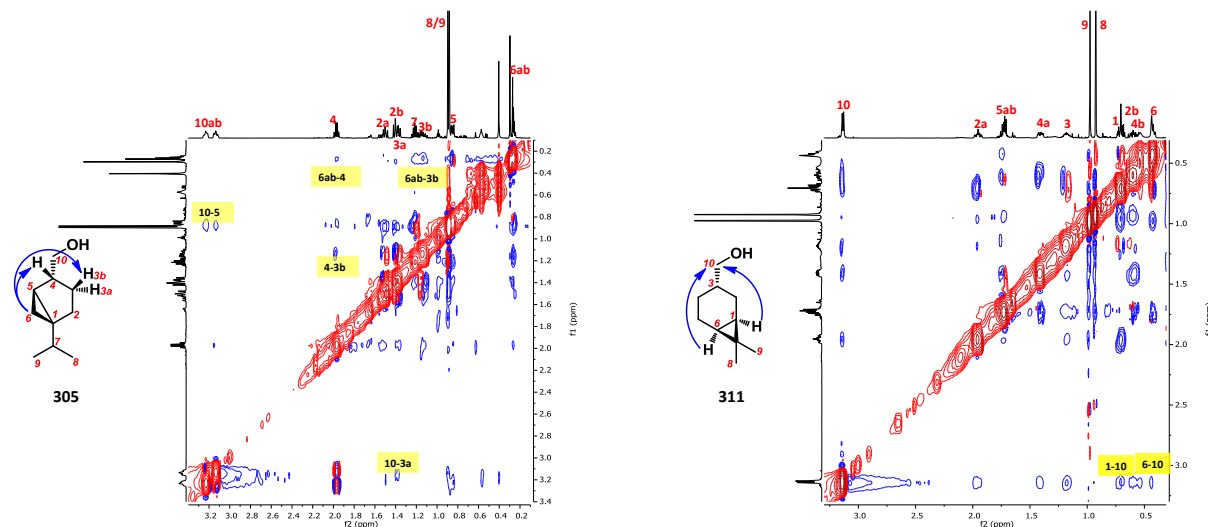 8/9
6ab
10ab
4
2a
2b
3a
7
3b
5
6ab-4
6ab-3b
10-5
4-3b
10-3a
0.2
0.4
0.6
0.8
1.0
1.2
1.4
1.6
1.8
2.0
2.2
2.4
2.6
2.8
3.0
3.2
3.4
f1 (ppm)
3.2 3.0 2.8 2.6 2.4 2.2 2.0 1.8 1.6 1.4 1.2 1.0 0.8 0.6 0.4 0.2
f2 (ppm)
OH
10
H
H 3b
H 3a
5
4
6
1
2
7
9
8
305
9
8
10
2a
5ab
4a
3
1
2b
4b
6
0.5
1.0
1.5
2.0
2.5
3.0
f1 (ppm)
1-10
6-10
3.0 2.5 2.0 1.5 1.0 0.5
f2 (ppm)
OH
10
3
1
6
H
H
9
8
311